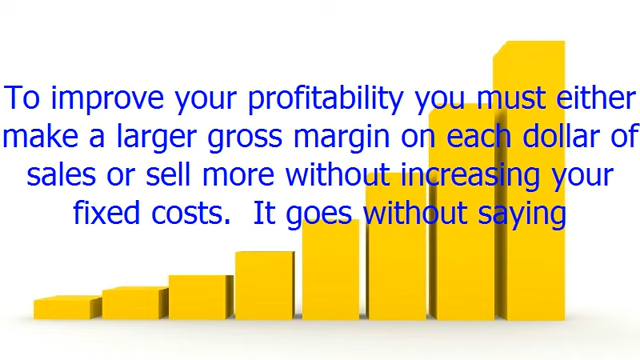 To improve your profitability you must either
make a larger gross margin on each dollar of
sales or sell more without increasing your
fixed costs.  It goes without saying